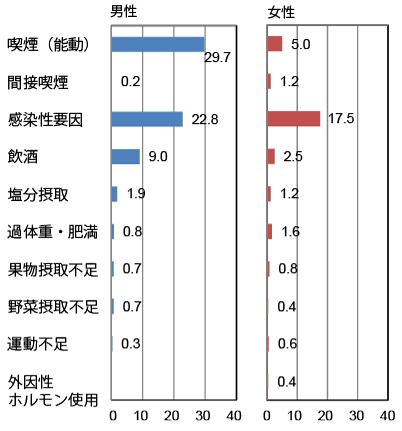 男性 女性
喫煙（能動） 29.7 5.0
間接喫煙 0.2 1.2
感染性要因 22.8 17.5
飲酒 9.0 2.5
塩分摂取 1.9 1.2
過体重・肥満 0.8 1.6
果物摂取不足 0.7 0.8
野菜摂取不足 0.7 0.4
運動不足 0.3 0.6
外因性
ホルモン使用 0.4
0 10 20 30 40 0 10 20 30 40